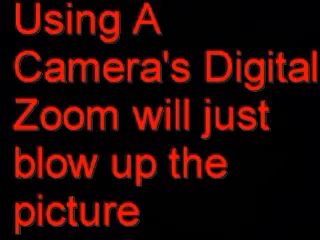 Using A
Camera's Digital
Zoom will just
blow up the
picture